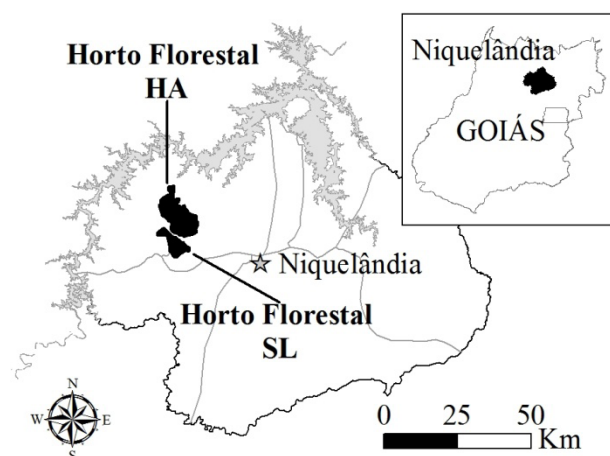 Horto Florestal
HA
Niquelândia
GOIÁS
Niquelândia
Horto Florestal
SL
N
W
E
S
0
25
50
Km